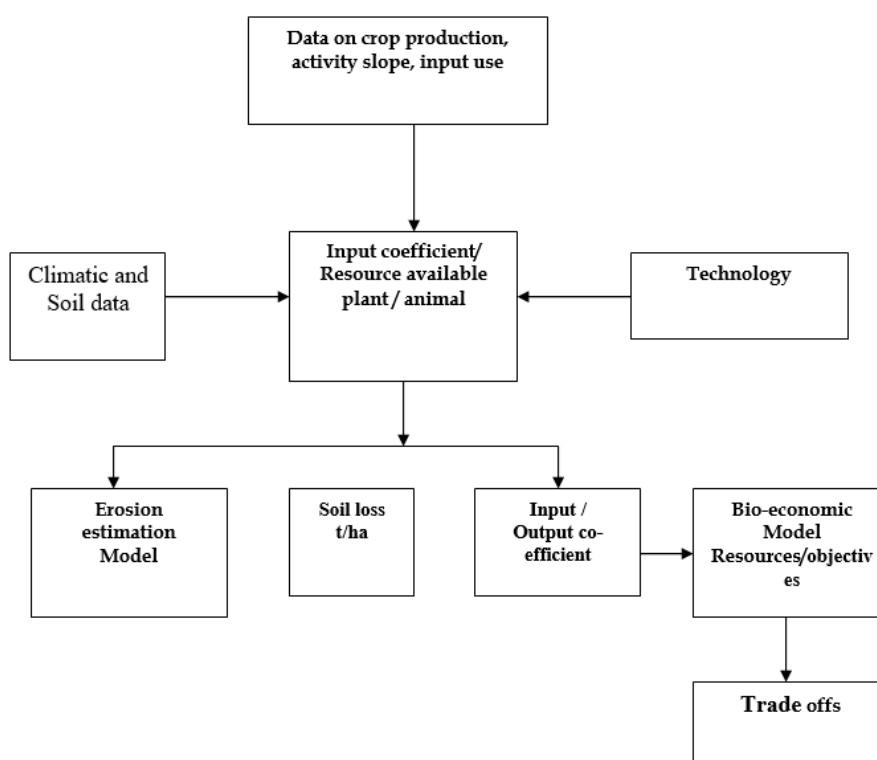 Data on crop production,
activity slope, input use
Input coefficient/
Resource available
plant / animal
Climatic and
Soil data
Technology
Erosion
estimation
Model
Soil loss
t/ha
Input /
Output co-
efficient
Bio-economic
Model
Resources/objectiv
es
Trade offs